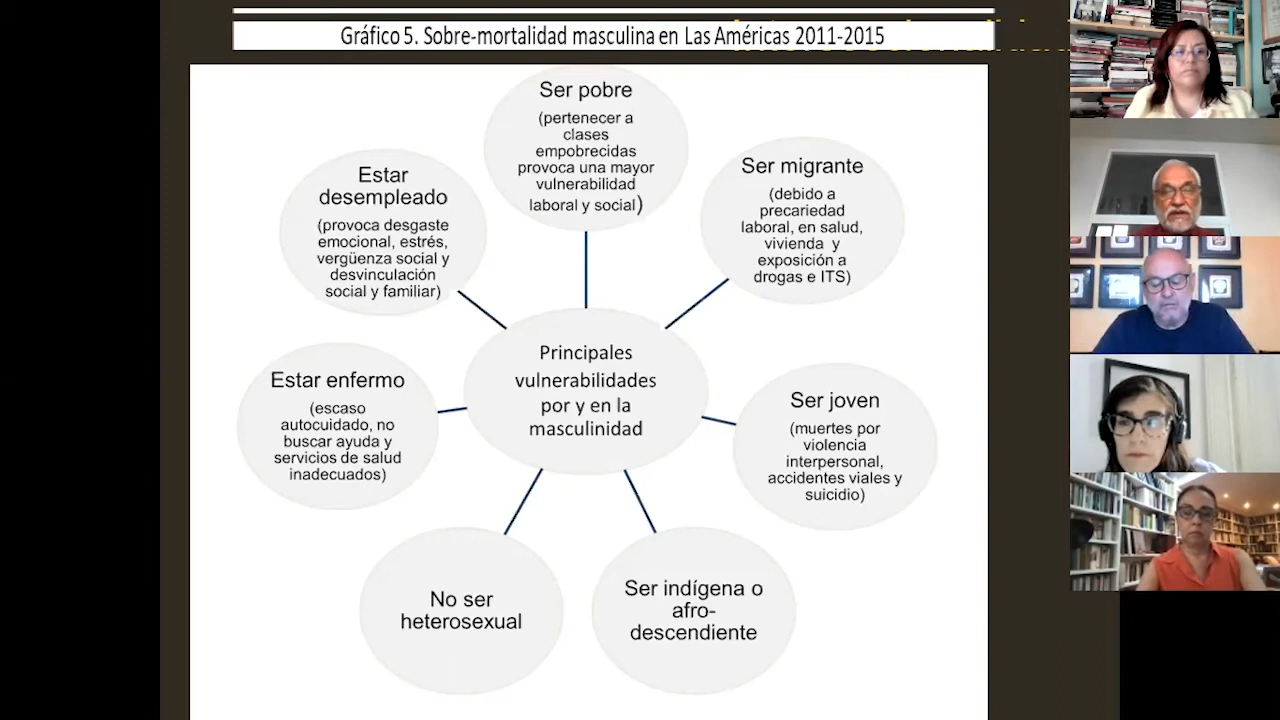 Gráfico 5. Sobre-mortalidad masculina en Las Américas 2011-2015
Ser pobre
(pertenecer a
clases
empobrecidas
provoca una mayor
vulnerabilidad
laboral y social)
Ser migrante
(debido a
precariedad
laboral, en salud,
vivienda y
exposición a
drogas e ITS)
Estar
desempleado
(provoca desgaste
emocional, estrés,
vergüenza social y
desvinculación
social y familiar)
Principales
vulnerabilidades
por y en la
masculinidad
Estar enfermo
(escaso
autocuidado, no
buscar ayuda y
servicios de salud
inadecuados)
Ser joven
(muertes por
violencia
interpersonal,
accidentes viales y
suicidio)
No ser
heterosexual
Ser indígena o
afro-
descendiente